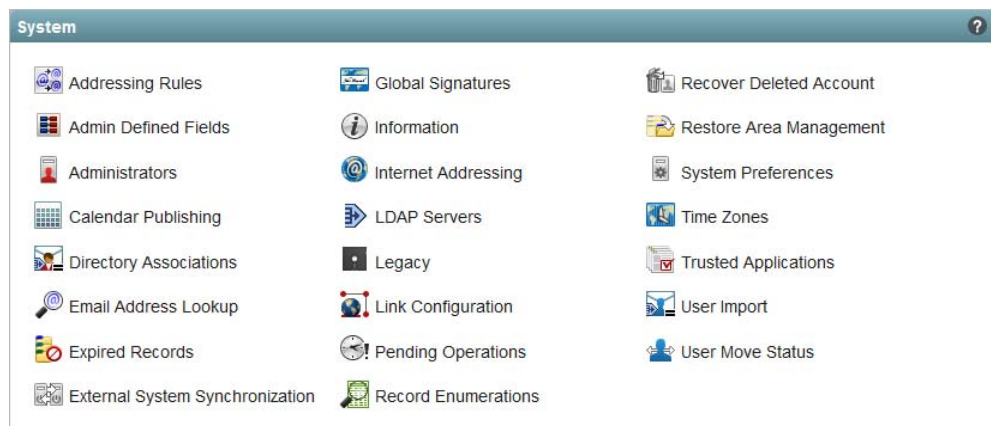 System
?
Addressing Rules
Admin Defined Fields
Administrators
Calendar Publishing
Directory Associations
Email Address Lookup
Expired Records
External System Synchronization
Global Signatures
Information
Internet Addressing
LDAP Servers
Legacy
Link Configuration
Pending Operations
Record Enumerations
Recover Deleted Account
Restore Area Management
System Preferences
Time Zones
Trusted Applications
User Import
User Move Status